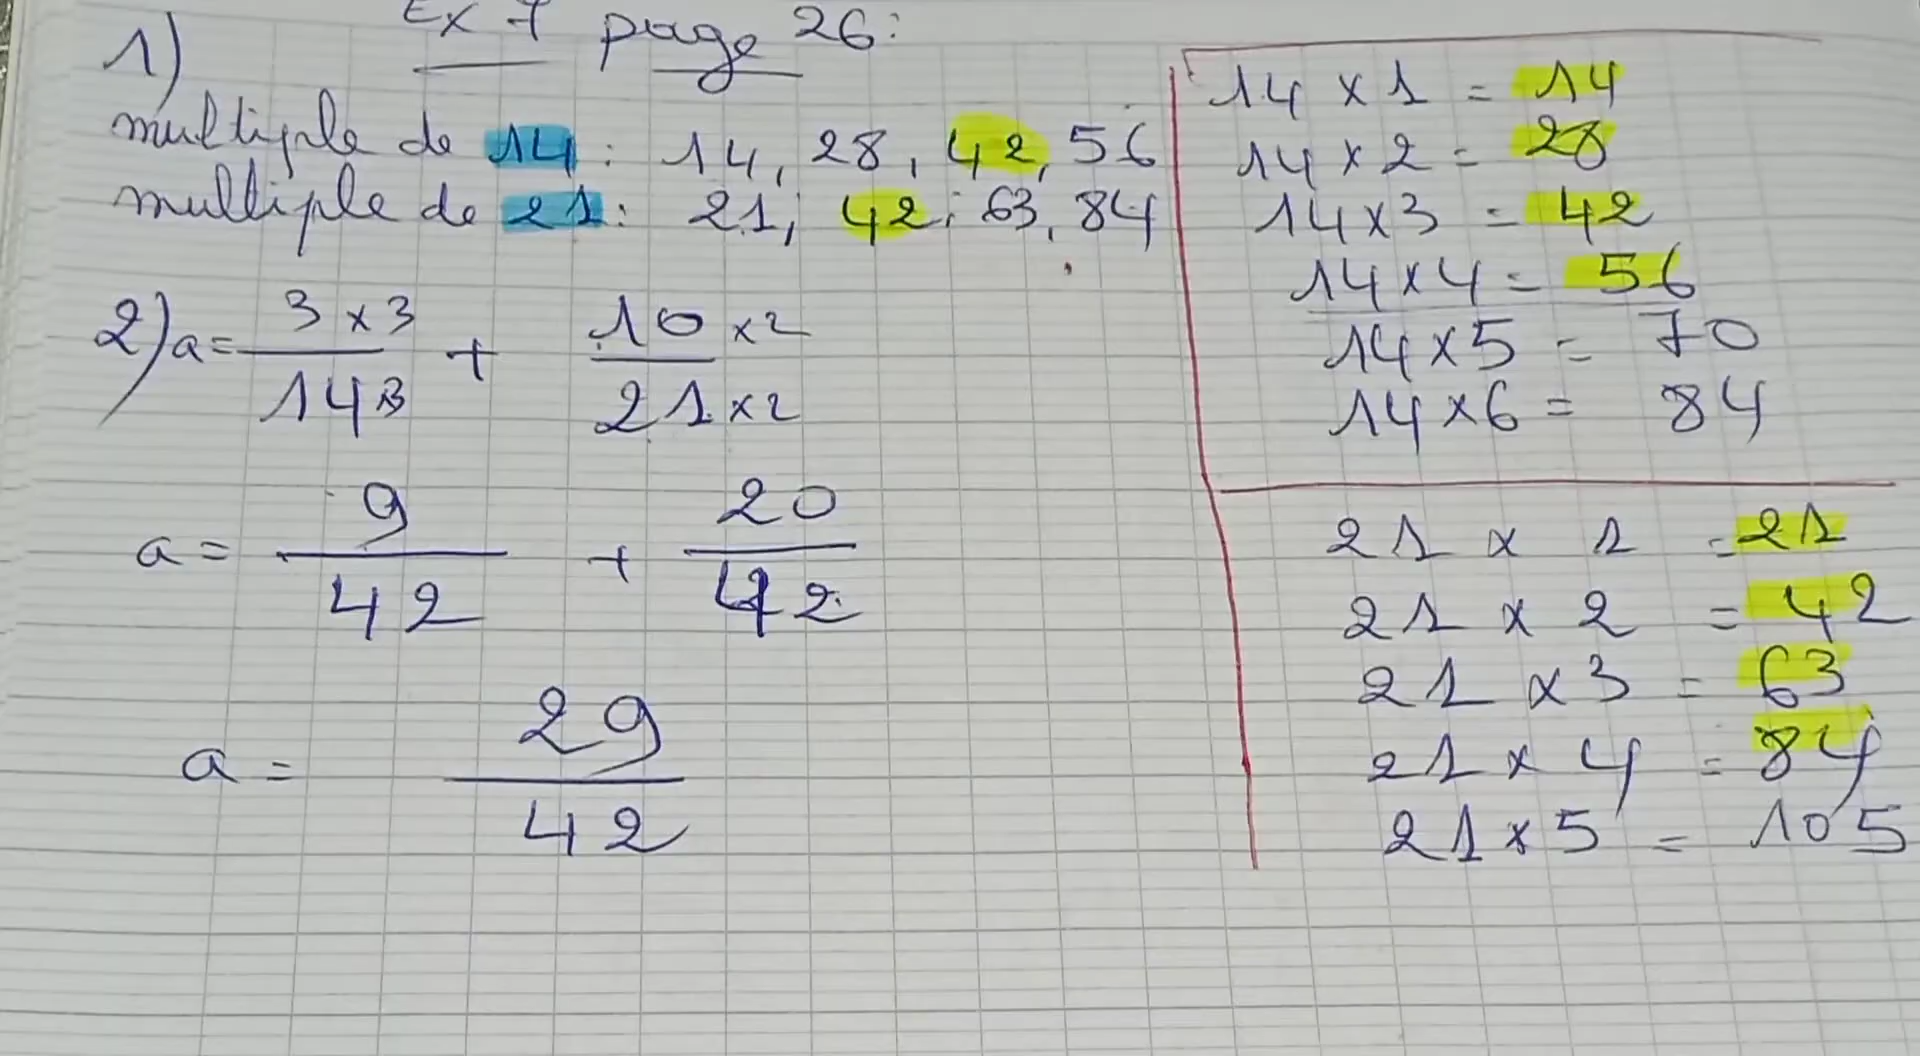 Ex 7 page 26:
1)
multiple de 14 : 14, 28, 42, 56
multiple de 21 : 21, 42, 63, 84
2) a = 3 x 3 / 14 x 3 + 10 x 2 / 21 x 2
a = 9 / 42 + 20 / 42
a = 29 / 42
14 x 1 = 14
14 x 2 = 28
14 x 3 = 42
14 x 4 = 56
14 x 5 = 70
14 x 6 = 84
21 x 1 = 21
21 x 2 = 42
21 x 3 = 63
21 x 4 = 84
21 x 5 = 105